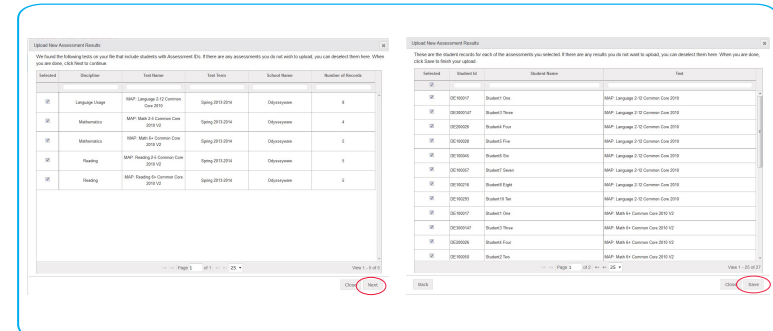 Upload New Assessment Results
We found the following tests on your file that include students with Assessment IDs. If there are any assessments you do not wish to upload, you can deselect them here. When
you are done, click Next to continue.
Selected Discipline Test Name Test Term School Name Number of Records
Language Usage MAP: Language 2-12 Common Core 2010 Spring 2013-2014 Odysseyware
Mathematics MAP: Math 2-5 Common Core 2010 V2 Spring 2013-2014 Odysseyware 4
Mathematics MAP: Math 6+ Common Core 2010 V2 Spring 2013-2014 Odysseyware
Reading MAP: Reading 2-5 Common Core 2010 V2 Spring 2013-2014 Odysseyware
Reading MAP: Reading 6+ Common Core 2010 V2 Spring 2013-2014 Odysseyware
Page 1 of 1 25 View 1 - 5 of 5
Close Next
Upload New Assessment Results
These are the student records for each of the assessments you selected. If there are any results you do not want to upload, you can deselect them here. When you are done,
click Save to finish your upload.
Selected Student Id Student Name Test
DE100017 Student1 One MAP: Language 2-12 Common Core 2010
DE3000147 Student3 Three MAP: Language 2-12 Common Core 2010
DE200026 Student4 Four MAP: Language 2-12 Common Core 2010
Student5 Five MAP: Language 2-12 Common Core 2010
Student6 Six MAP: Language 2-12 Common Core 2010
Student7 Seven MAP: Language 2-12 Common Core 2010
DE100216 Student8 Eight MAP: Language 2-12 Common Core 2010
DE100293 Student10 Ten MAP: Language 2-12 Common Core 2010
DE100017 Student1 One MAP: Math 6+ Common Core 2010 V2
DE3000147 Student3 Three MAP: Math 6+ Common Core 2010 V2
DE200026 Student4 Four MAP: Math 6+ Common Core 2010 V2
Student2 Two MAP: Math 6+ Common Core 2010 V2
Page 1 of 2 25 View 1 - 25 of 27
Back Close Save